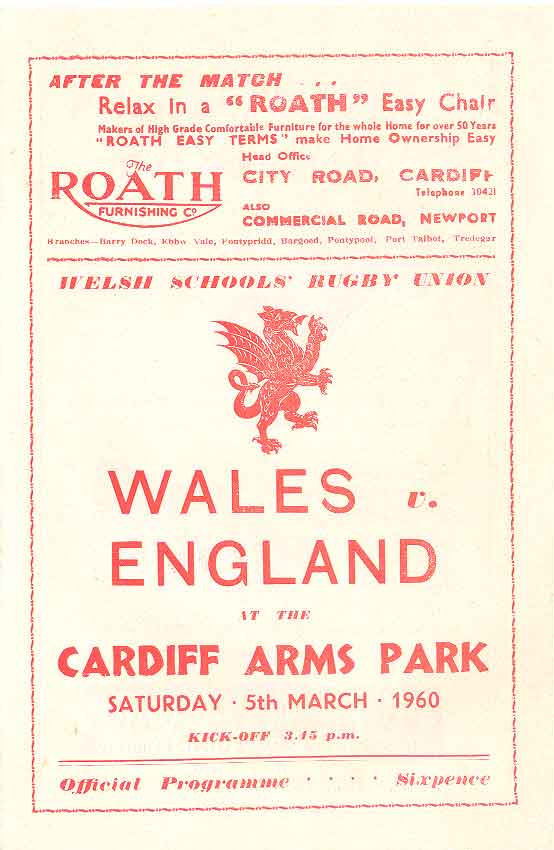 AFTER THE MATCH . . .
Relax in a "ROATH" Easy Chair
Makers of High Grade Comfortable Furniture for the whole Home for over 50 Years
"ROATH EASY TERMS" make Home Ownership Easy
The
ROATH
FURNISHING Co
Head Office
CITY ROAD, CARDIFF
Telephone 30421
ALSO
COMMERCIAL ROAD, NEWPORT
Branches—Barry Dock, Ebbw Vale, Pontypridd, Bargoed, Pontypool, Port Talbot, Tredegar
WELSH SCHOOLS' RUGBY UNION
WALES v.
ENGLAND
AT THE
CARDIFF ARMS PARK
SATURDAY · 5th MARCH · 1960
KICK-OFF 3.45 p.m.
Official Programme · · · · Sixpence